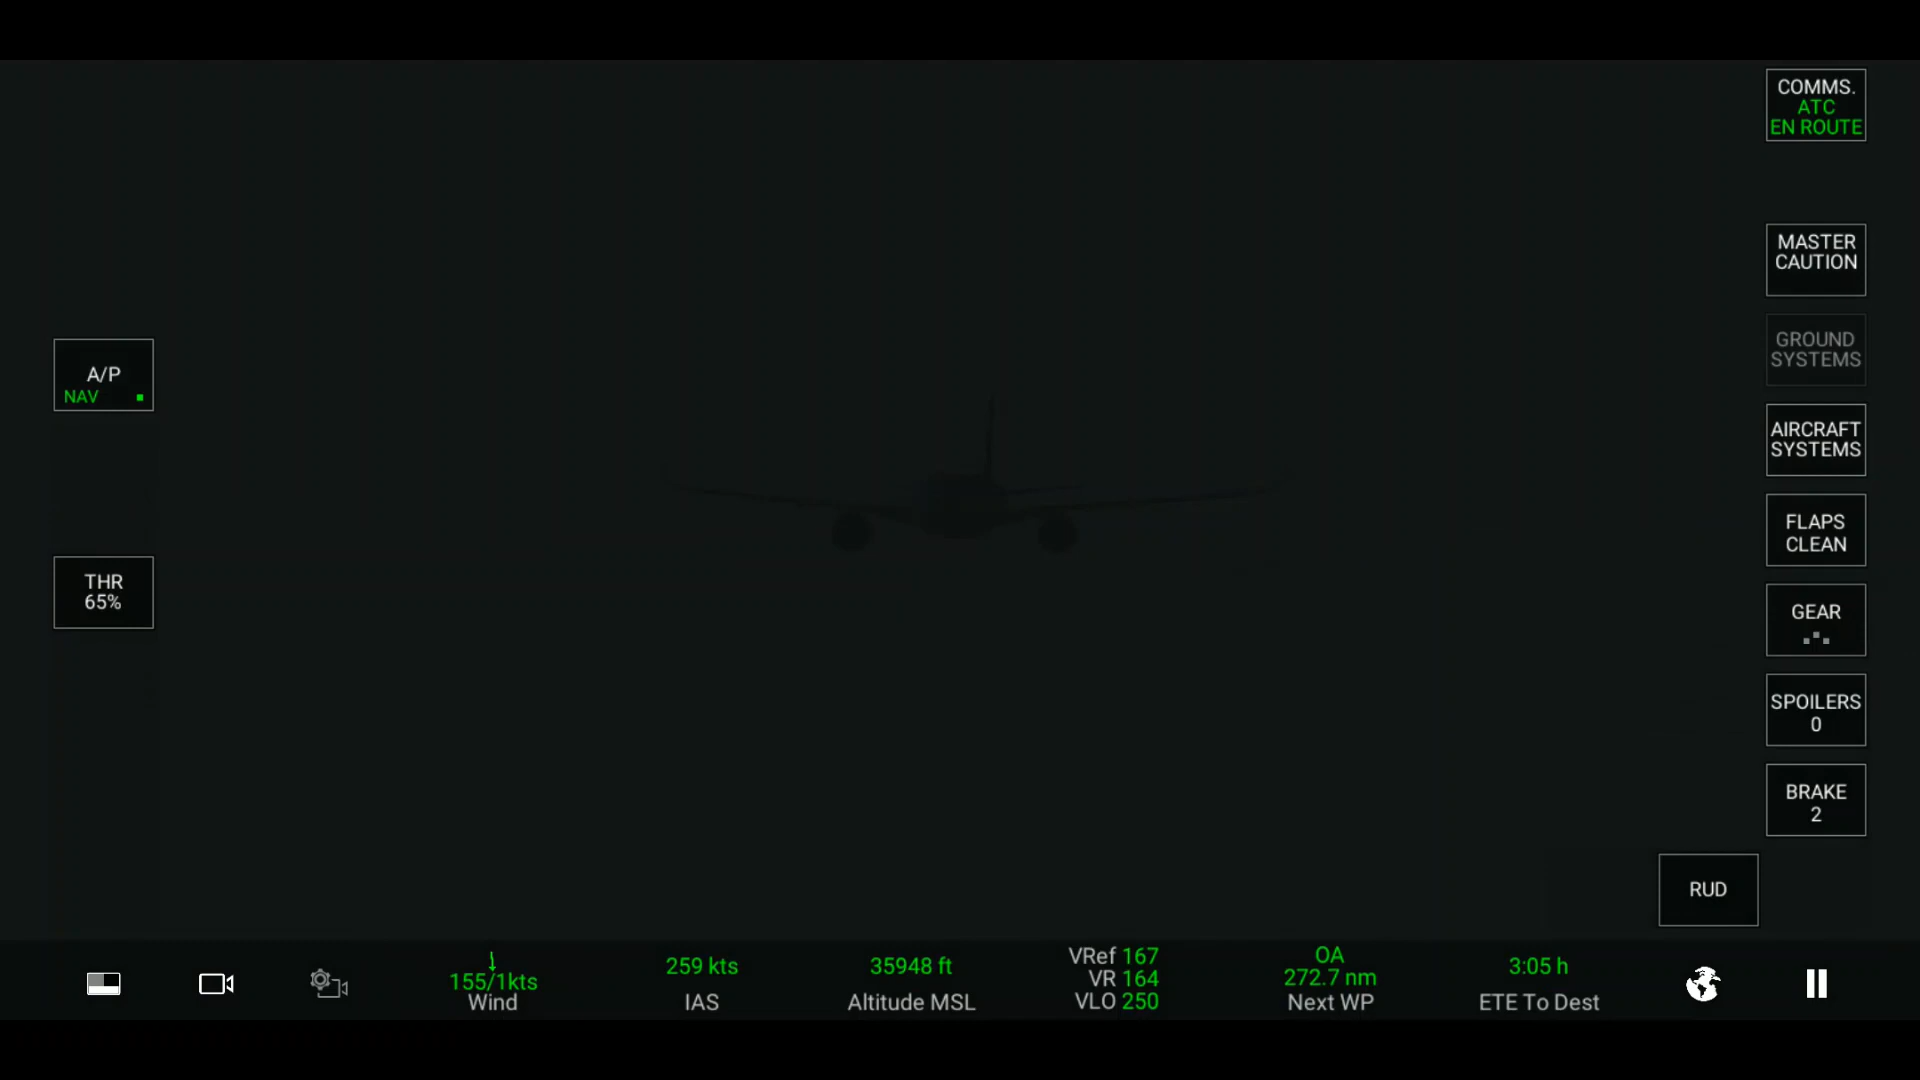 COMMS.
ATC
EN ROUTE
MASTER
CAUTION
GROUND
SYSTEMS
A/P
NAV
AIRCRAFT
SYSTEMS
FLAPS
CLEAN
THR
65%
GEAR
SPOILERS
0
BRAKE
2
RUD
155/1kts
Wind
259 kts
IAS
35948 ft
Altitude MSL
VRef 167
VR 164
VLO 250
OA
272.7 nm
Next WP
3:05 h
ETE To Dest